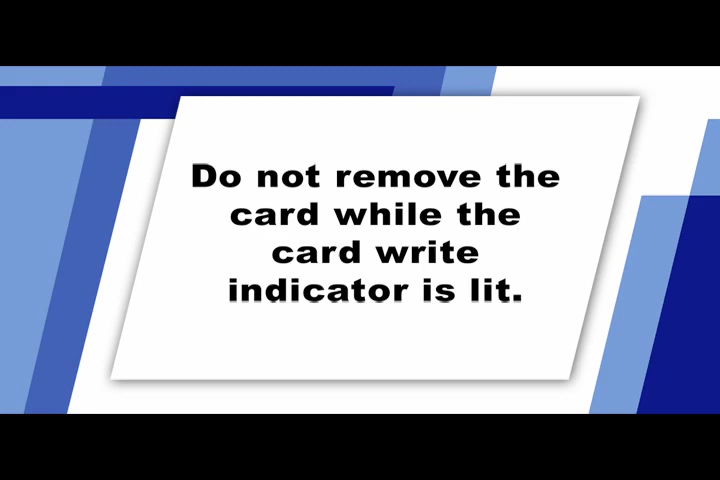 Do not remove the
card while the
card write
indicator is lit.